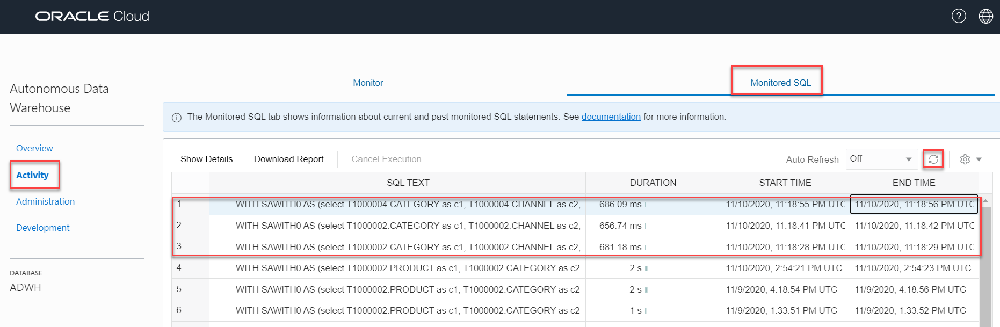 ORACLE Cloud
?
Autonomous Data
Warehouse
Overview
Activity
Administration
Development
DATABASE
ADWH
Monitor
Monitored SQL
The Monitored SQL tab shows information about current and past monitored SQL statements. See documentation for more information.
Show Details Download Report Cancel Execution Auto Refresh Off
SQL TEXT DURATION START TIME END TIME
1 WITH SAWITH0 AS (select T1000004.CATEGORY as c1, T1000004.CHANNEL as c2, 686.09 ms 11/10/2020, 11:18:55 PM UTC 11/10/2020, 11:18:56 PM UTC
2 WITH SAWITH0 AS (select T1000002.CATEGORY as c1, T1000002.CHANNEL as c2, 656.74 ms 11/10/2020, 11:18:41 PM UTC 11/10/2020, 11:18:42 PM UTC
3 WITH SAWITH0 AS (select T1000002.CATEGORY as c1, T1000002.CHANNEL as c2, 681.18 ms 11/10/2020, 11:18:28 PM UTC 11/10/2020, 11:18:29 PM UTC
4 WITH SAWITH0 AS (select T1000002.PRODUCT as c1, T1000002.CATEGORY as c2 2 s 11/10/2020, 2:54:21 PM UTC 11/10/2020, 2:54:23 PM UTC
5 WITH SAWITH0 AS (select T1000002.PRODUCT as c1, T1000002.CATEGORY as c2 2 s 11/9/2020, 4:18:54 PM UTC 11/9/2020, 4:18:56 PM UTC
6 WITH SAWITH0 AS (select T1000002.PRODUCT as c1, T1000002.CATEGORY as c2 1 s 11/9/2020, 1:33:51 PM UTC 11/9/2020, 1:33:52 PM UTC